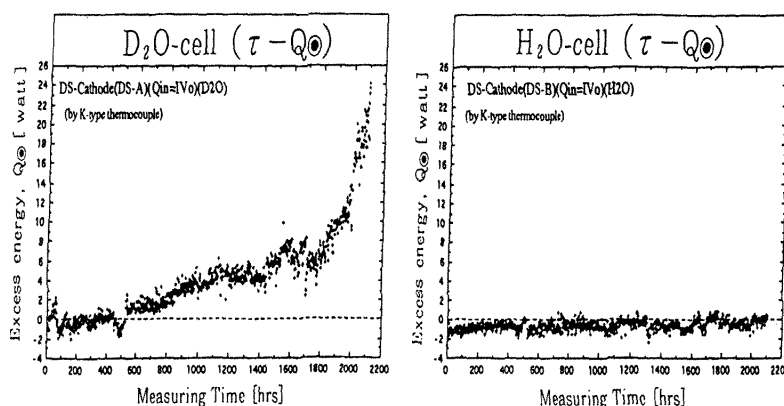 D₂O-cell (τ-Q◉)
Excess energy, Q◉ [ watt ]
26
24
22
20
18
16
14
12
10
8
6
4
2
0
-2
-4
DS-Cathode(DS-A)(Qin=IVo)(D2O)
(by K-type thermocouple)
0 200 400 600 800 1000 1200 1400 1600 1800 2000 2200
Measuring Time [hrs]
H₂O-cell (τ-Q◉)
Excess energy, Q◉ [ watt ]
26
24
22
20
18
16
14
12
10
8
6
4
2
0
-2
-4
DS-Cathode(DS-B)(Qin=IVo)(H2O)
(by K-type thermocouple)
0 200 400 600 800 1000 1200 1400 1600 1800 2000 220
Measuring Time [hrs]